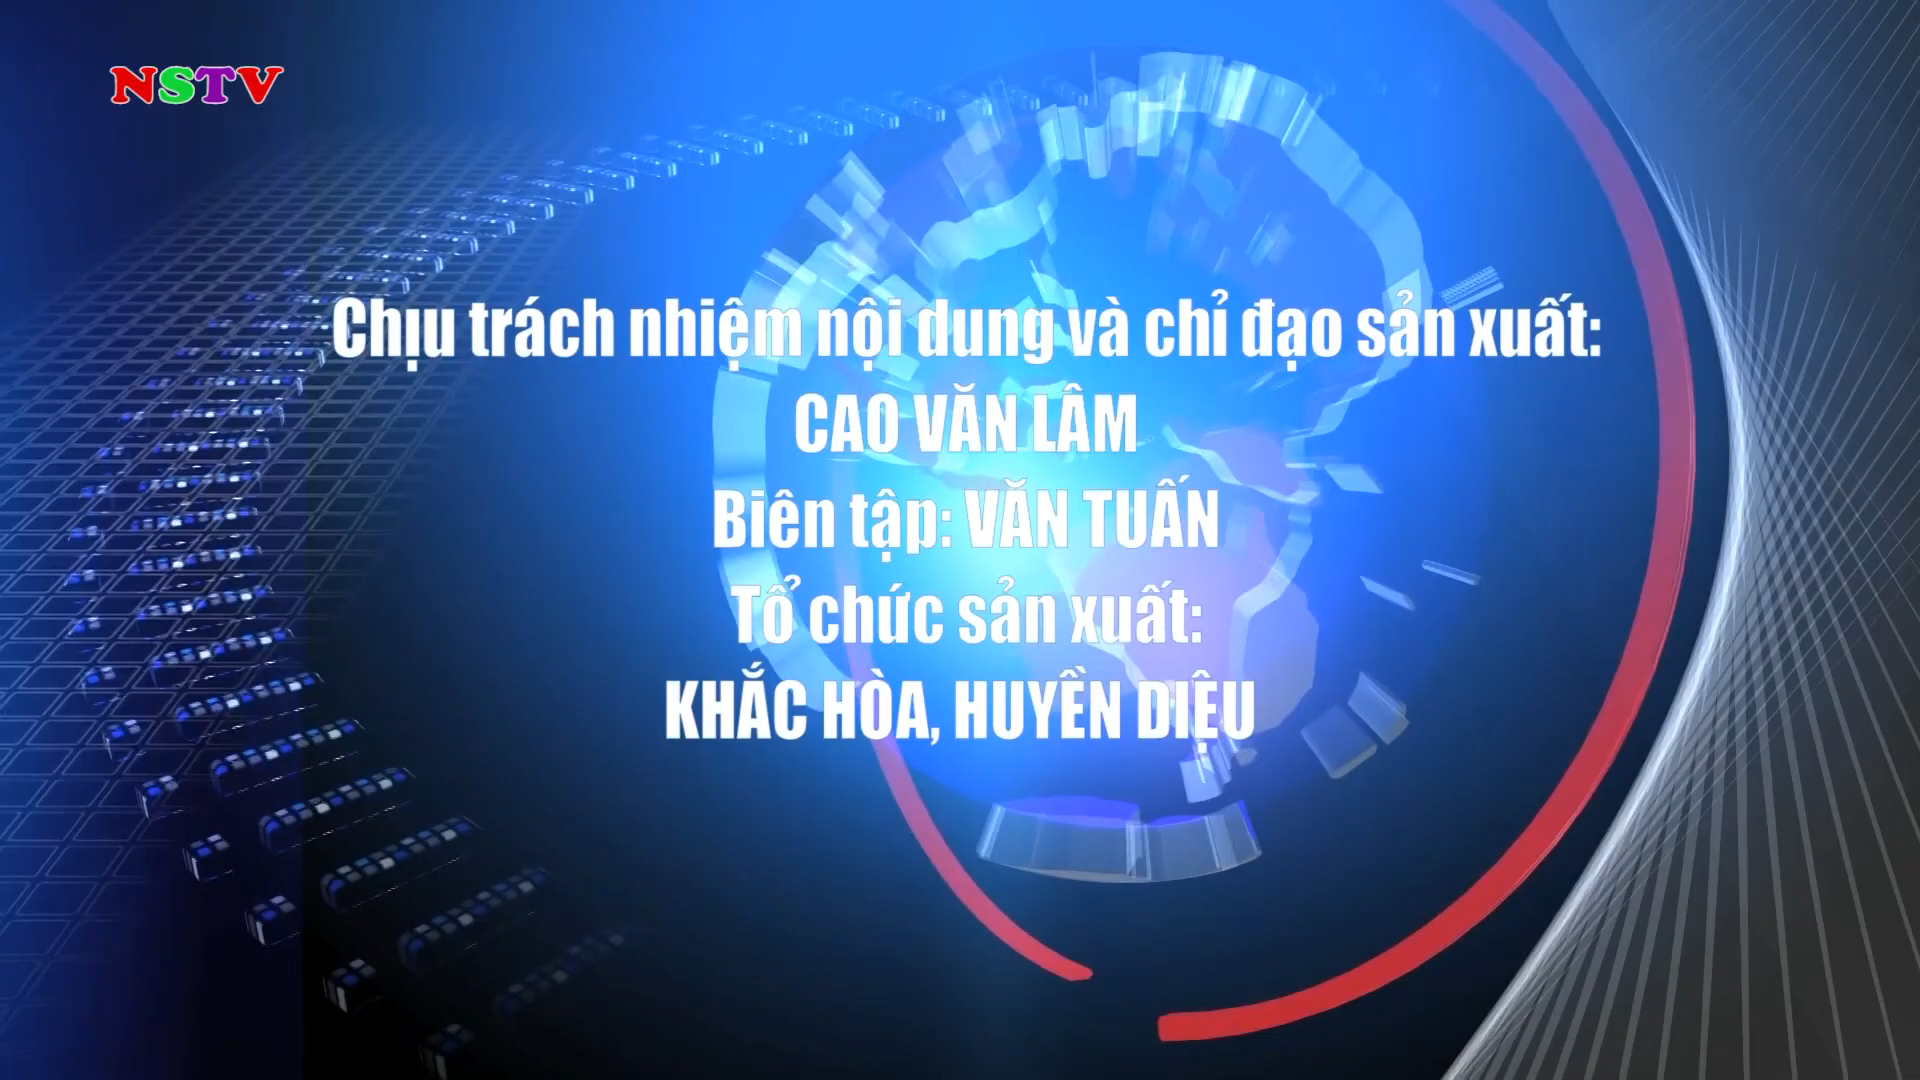 NSTV
Chịu trách nhiệm nội dung và chỉ đạo sản xuất:
CAO VĂN LÂM
Biên tập: VĂN TUẤN
Tổ chức sản xuất:
KHẮC HÒA, HUYỀN DIỆU